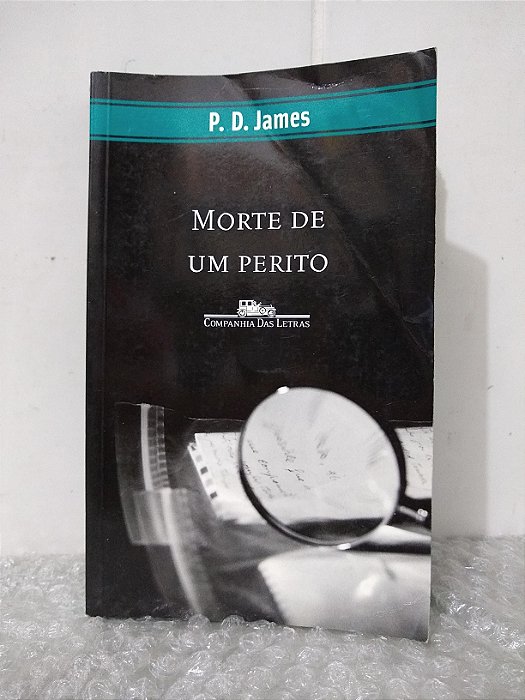 P. D. James
MORTE DE
UM PERITO
COMPANHIA DAS LETRAS